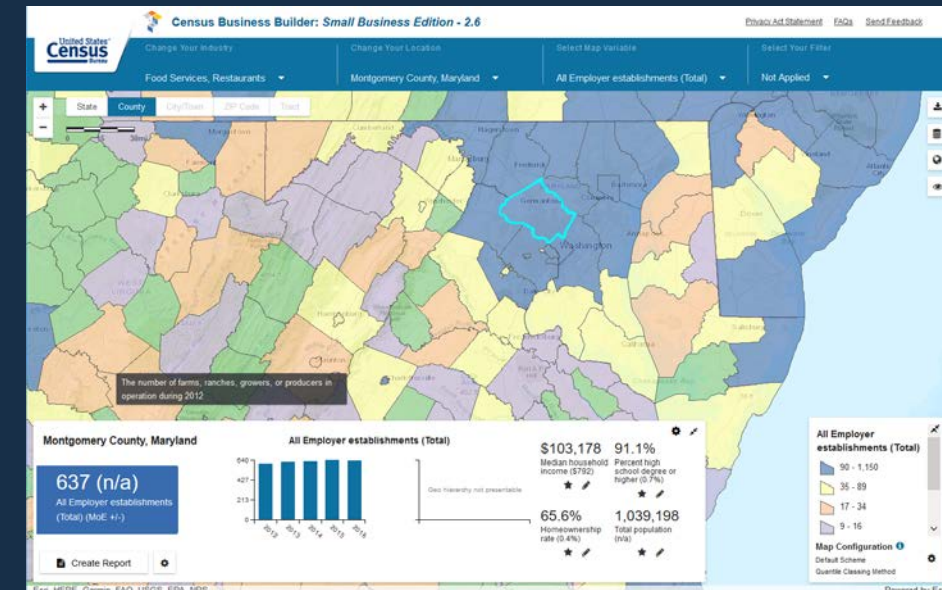 Census Business Builder: Small Business Edition - 2.6
Privacy Act Statement FAQs Send Feedback
United States®
Census
Bureau
Change Your Industry
Change Your Location
Select Map Variable
Select Your Filter
Food Services, Restaurants
Montgomery County, Maryland
All Employer establishments (Total)
Not Applied
+
State
County
City/Town
ZIP Code
Tract
-
Cumberland
Hagerstown
Frederick
Germantown
Washington
Salisbury
California
The number of farms, ranches, growers, or producers in
operation during 2012
Montgomery County, Maryland
637 (n/a)
All Employer establishments
(Total) (MoE +/-)
Create Report
All Employer establishments (Total)
640
427
213
0
2012
2013
2014
2015
2016
Geo hierarchy not presentable
$103,178
Median household
income ($792)
91.1%
Percent high
school degree or
higher (0.7%)
65.6%
Homeownership
rate (0.4%)
1,039,198
Total population
(n/a)
All Employer
establishments (Total)
90 - 1,150
35 - 89
17 - 34
9 - 16
Map Configuration
Default Scheme
Quantile Classing Method